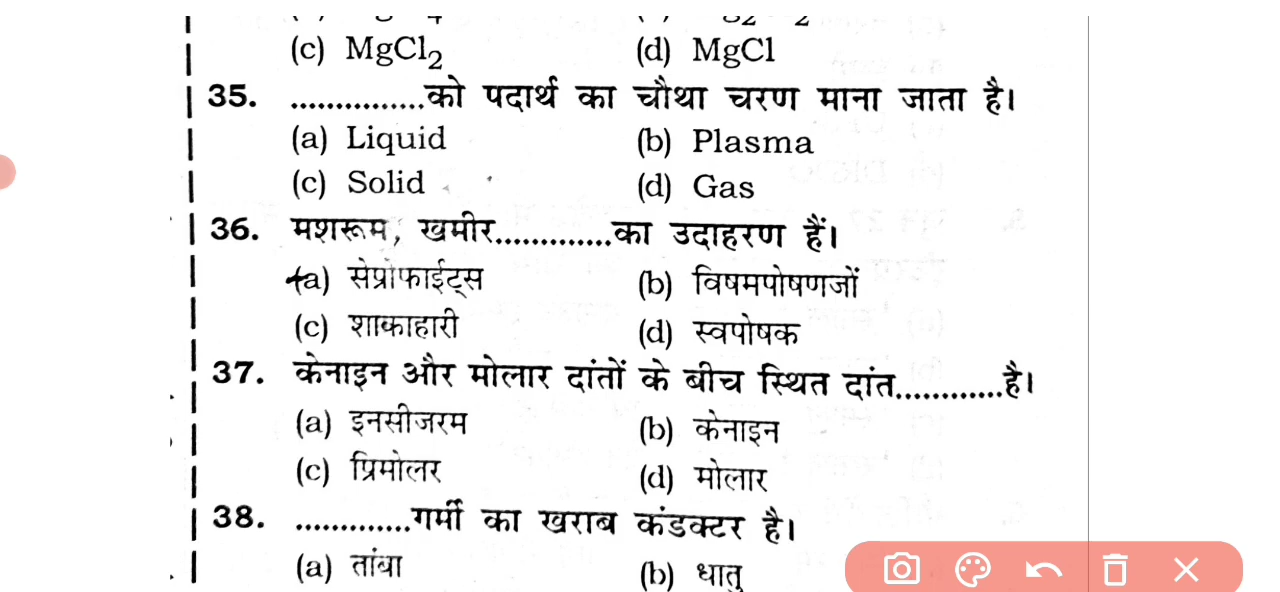 (c) MgCl₂ (d) MgCl
35. ................को पदार्थ का चौथा चरण माना जाता है।
(a) Liquid (b) Plasma
(c) Solid (d) Gas
36. मशरूम, खमीर.............का उदाहरण हैं।
(a) सेप्रोफाईट्स (b) विषमपोषणजों
(c) शाकाहारी (d) स्वपोषक
37. केनाइन और मोलार दांतों के बीच स्थित दांत.............है।
(a) इनसीजरम (b) केनाइन
(c) प्रिमोलर (d) मोलार
38. ..............गर्मी का खराब कंडक्टर है।
(a) तांबा (b) धातु